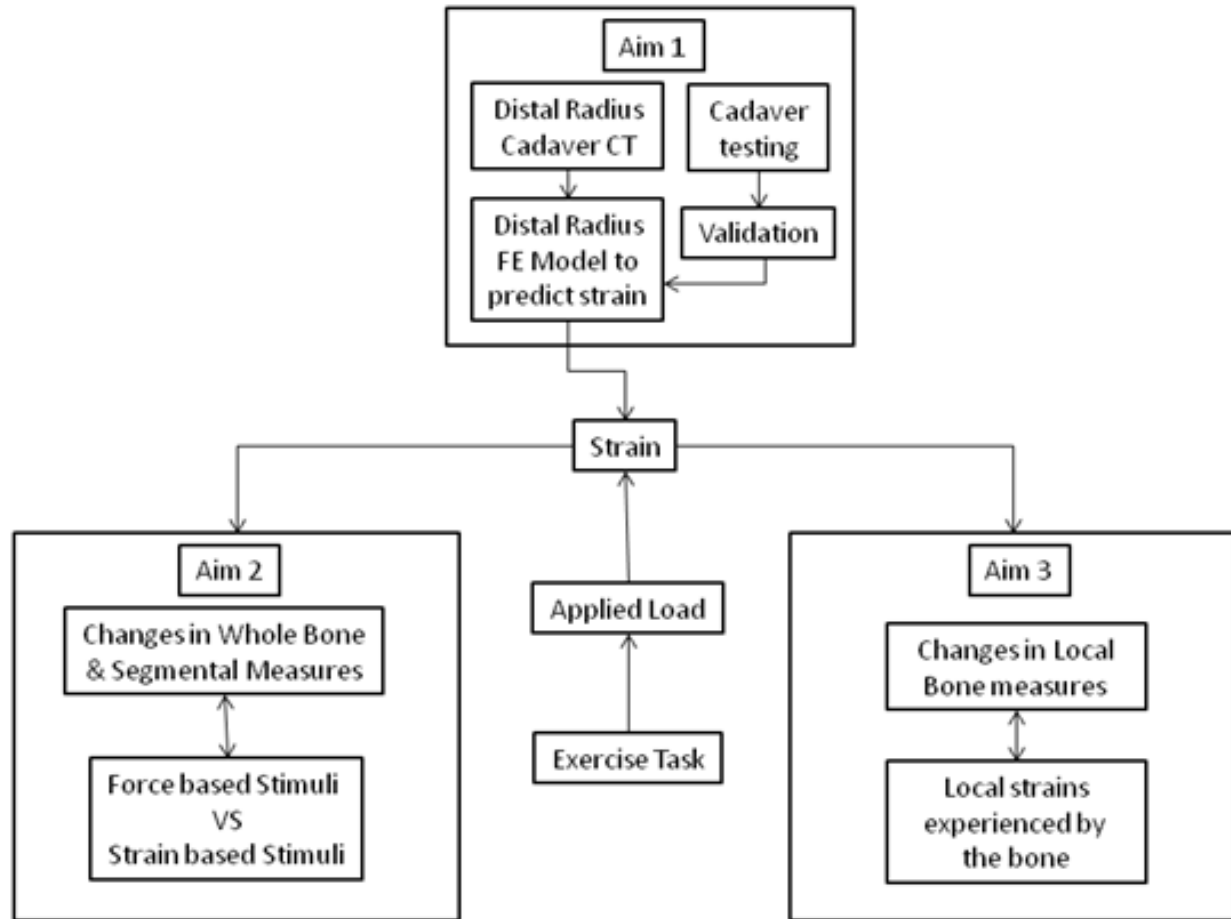 Aim 1
Distal Radius
Cadaver CT
Cadaver
testing
Distal Radius
FE Model to
predict strain
Validation
Strain
Aim 2
Changes in Whole Bone
& Segmental Measures
Force based Stimuli
VS
Strain based Stimuli
Applied Load
Exercise Task
Aim 3
Changes in Local
Bone measures
Local strains
experienced by
the bone